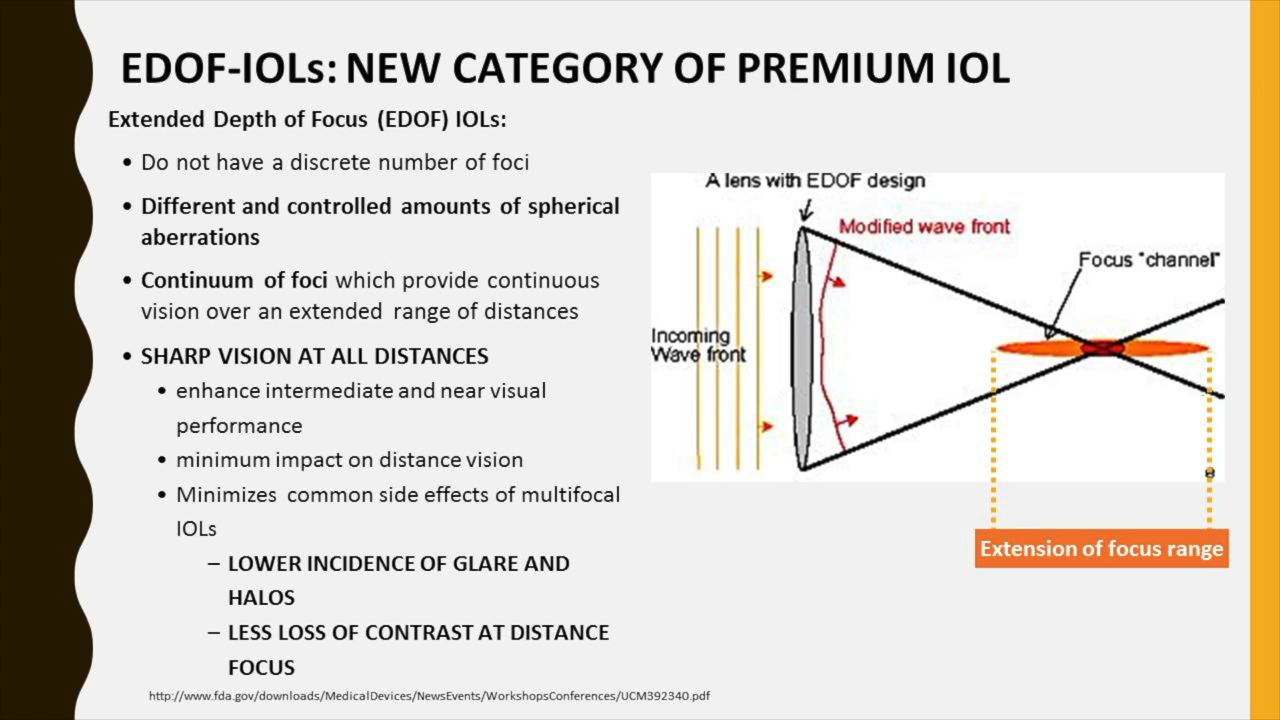 EDOF-IOLs: NEW CATEGORY OF PREMIUM IOL
Extended Depth of Focus (EDOF) IOLs:
• Do not have a discrete number of foci
• Different and controlled amounts of spherical
aberrations
• Continuum of foci which provide continuous
vision over an extended range of distances
• SHARP VISION AT ALL DISTANCES
• enhance intermediate and near visual
performance
• minimum impact on distance vision
• Minimizes common side effects of multifocal
IOLs
– LOWER INCIDENCE OF GLARE AND
HALOS
– LESS LOSS OF CONTRAST AT DISTANCE
FOCUS
http://www.fda.gov/downloads/MedicalDevices/NewsEvents/WorkshopsConferences/UCM392340.pdf
A lens with EDOF design
Modified wave front
Focus "channel"
Incoming
Wave front
Extension of focus range